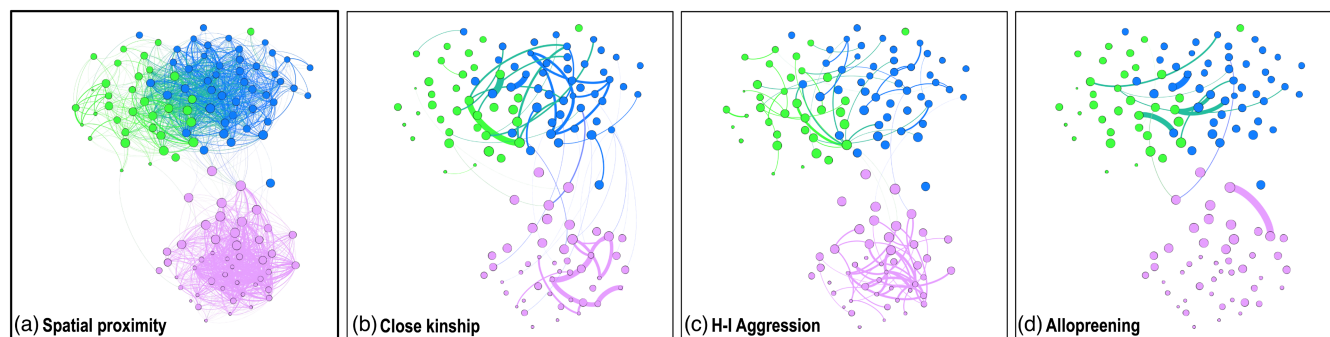 (a) Spatial proximity
(b) Close kinship
(c) H-I Aggression
(d) Allopreening